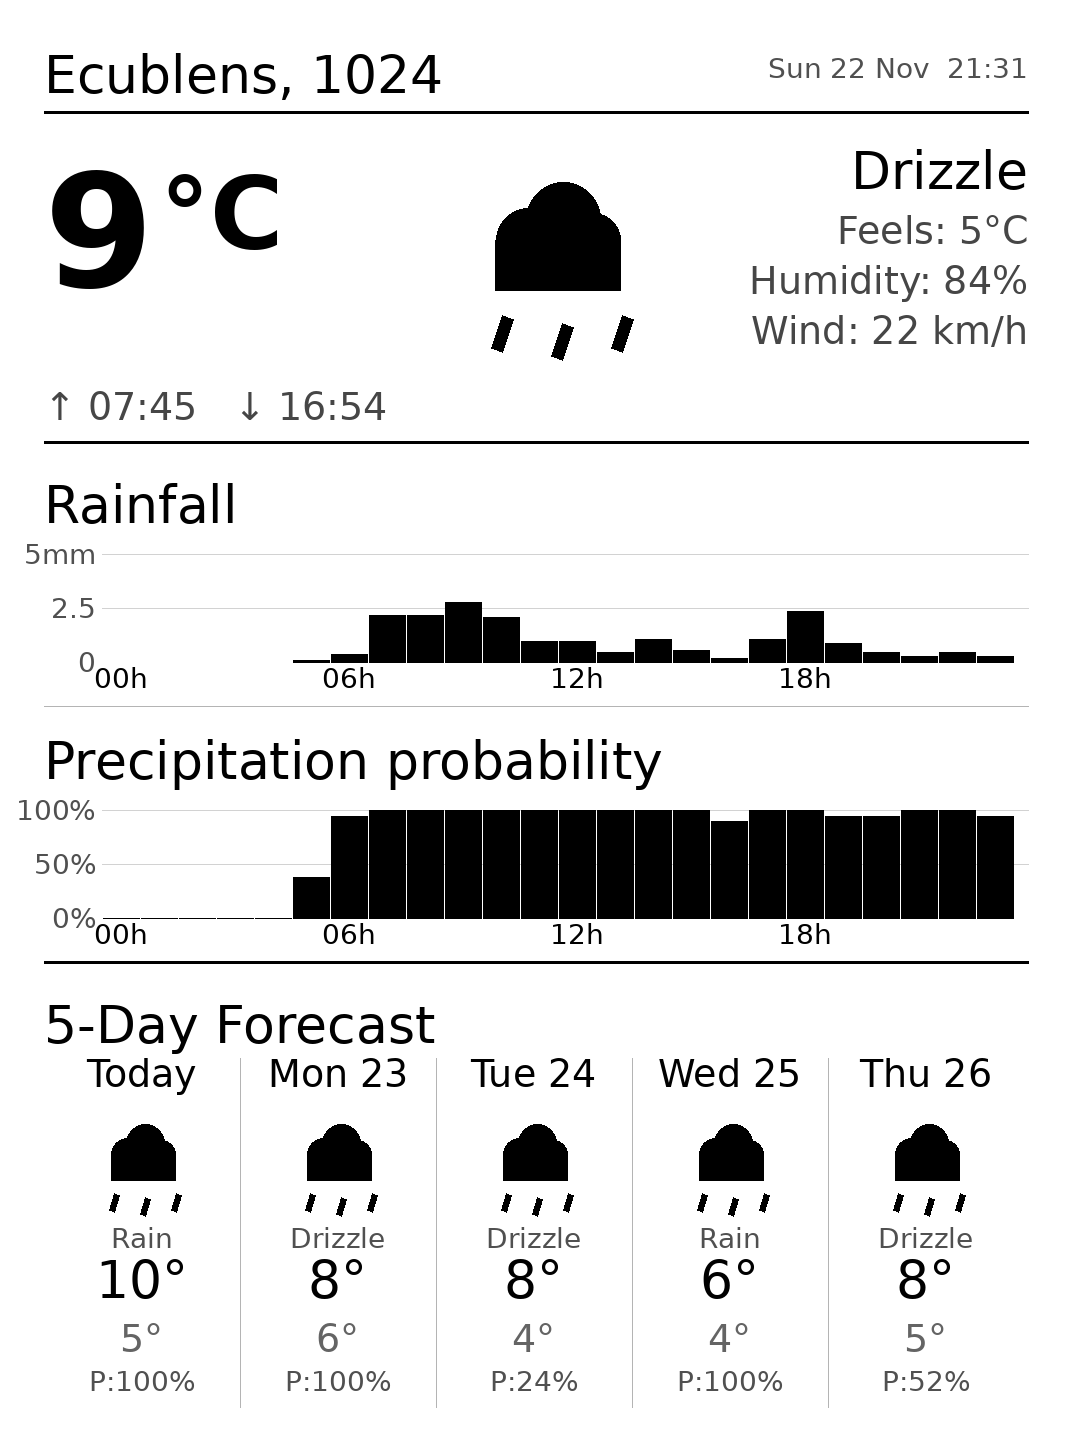 Ecublens, 1024
Sun 22 Nov  21:31
9°C
Drizzle
Feels: 5°C
Humidity: 84%
Wind: 22 km/h
↑ 07:45   ↓ 16:54
Rainfall
5mm
2.5
0
00h 06h 12h 18h
Precipitation probability
100%
50%
0%
00h 06h 12h 18h
5-Day Forecast
Today Mon 23 Tue 24 Wed 25 Thu 26
Rain Drizzle Drizzle Rain Drizzle
10° 8° 8° 6° 8°
5° 6° 4° 4° 5°
P:100% P:100% P:24% P:100% P:52%